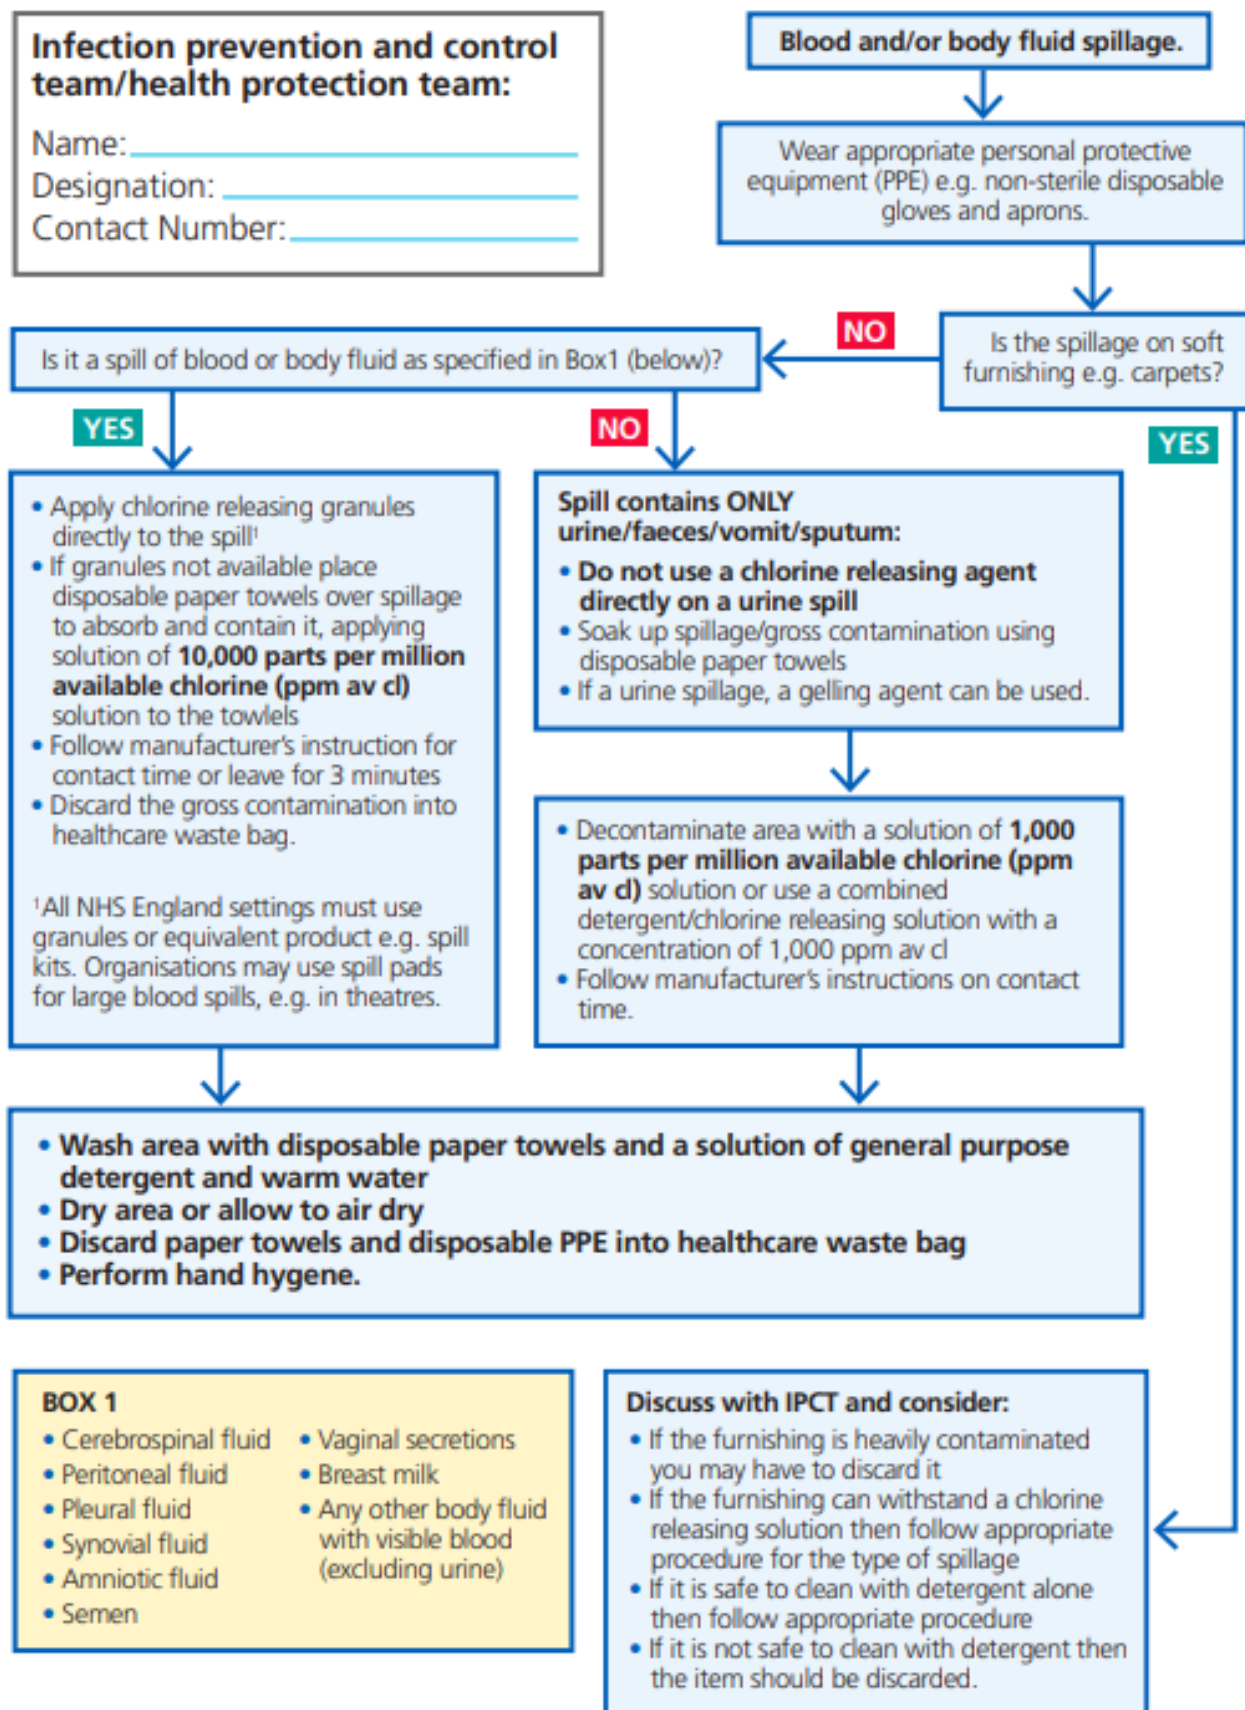 Infection prevention and control
team/health protection team:
Name:
Designation:
Contact Number:
Blood and/or body fluid spillage.
Wear appropriate personal protective
equipment (PPE) e.g. non-sterile disposable
gloves and aprons.
Is the spillage on soft
furnishing e.g. carpets?
NO
YES
Is it a spill of blood or body fluid as specified in Box1 (below)?
YES
NO
• Apply chlorine releasing granules
directly to the spill¹
• If granules not available place
disposable paper towels over spillage
to absorb and contain it, applying
solution of 10,000 parts per million
available chlorine (ppm av cl)
solution to the towlels
• Follow manufacturer's instruction for
contact time or leave for 3 minutes
• Discard the gross contamination into
healthcare waste bag.
¹All NHS England settings must use
granules or equivalent product e.g. spill
kits. Organisations may use spill pads
for large blood spills, e.g. in theatres.
Spill contains ONLY
urine/faeces/vomit/sputum:
• Do not use a chlorine releasing agent
directly on a urine spill
• Soak up spillage/gross contamination using
disposable paper towels
• If a urine spillage, a gelling agent can be used.
• Decontaminate area with a solution of 1,000
parts per million available chlorine (ppm
av cl) solution or use a combined
detergent/chlorine releasing solution with a
concentration of 1,000 ppm av cl
• Follow manufacturer's instructions on contact
time.
• Wash area with disposable paper towels and a solution of general purpose
detergent and warm water
• Dry area or allow to air dry
• Discard paper towels and disposable PPE into healthcare waste bag
• Perform hand hygene.
BOX 1
• Cerebrospinal fluid
• Peritoneal fluid
• Pleural fluid
• Synovial fluid
• Amniotic fluid
• Semen
• Vaginal secretions
• Breast milk
• Any other body fluid
with visible blood
(excluding urine)
Discuss with IPCT and consider:
• If the furnishing is heavily contaminated
you may have to discard it
• If the furnishing can withstand a chlorine
releasing solution then follow appropriate
procedure for the type of spillage
• If it is safe to clean with detergent alone
then follow appropriate procedure
• If it is not safe to clean with detergent then
the item should be discarded.